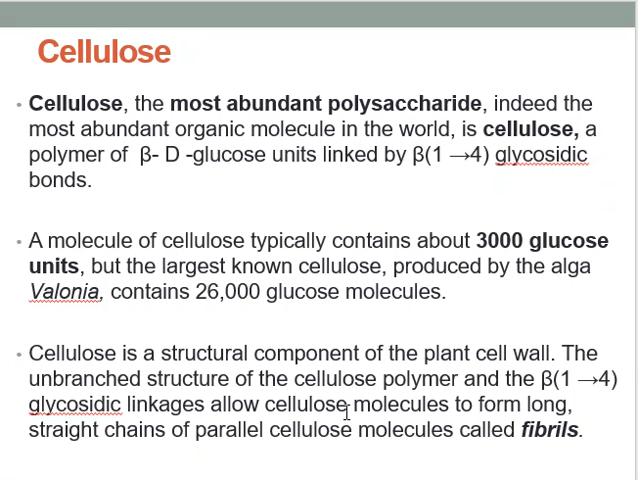 Cellulose
• Cellulose, the most abundant polysaccharide, indeed the
most abundant organic molecule in the world, is cellulose, a
polymer of β- D -glucose units linked by β(1 →4) glycosidic
bonds.
• A molecule of cellulose typically contains about 3000 glucose
units, but the largest known cellulose, produced by the alga
Valonia, contains 26,000 glucose molecules.
• Cellulose is a structural component of the plant cell wall. The
unbranched structure of the cellulose polymer and the β(1 →4)
glycosidic linkages allow cellulose molecules to form long,
straight chains of parallel cellulose molecules called fibrils.